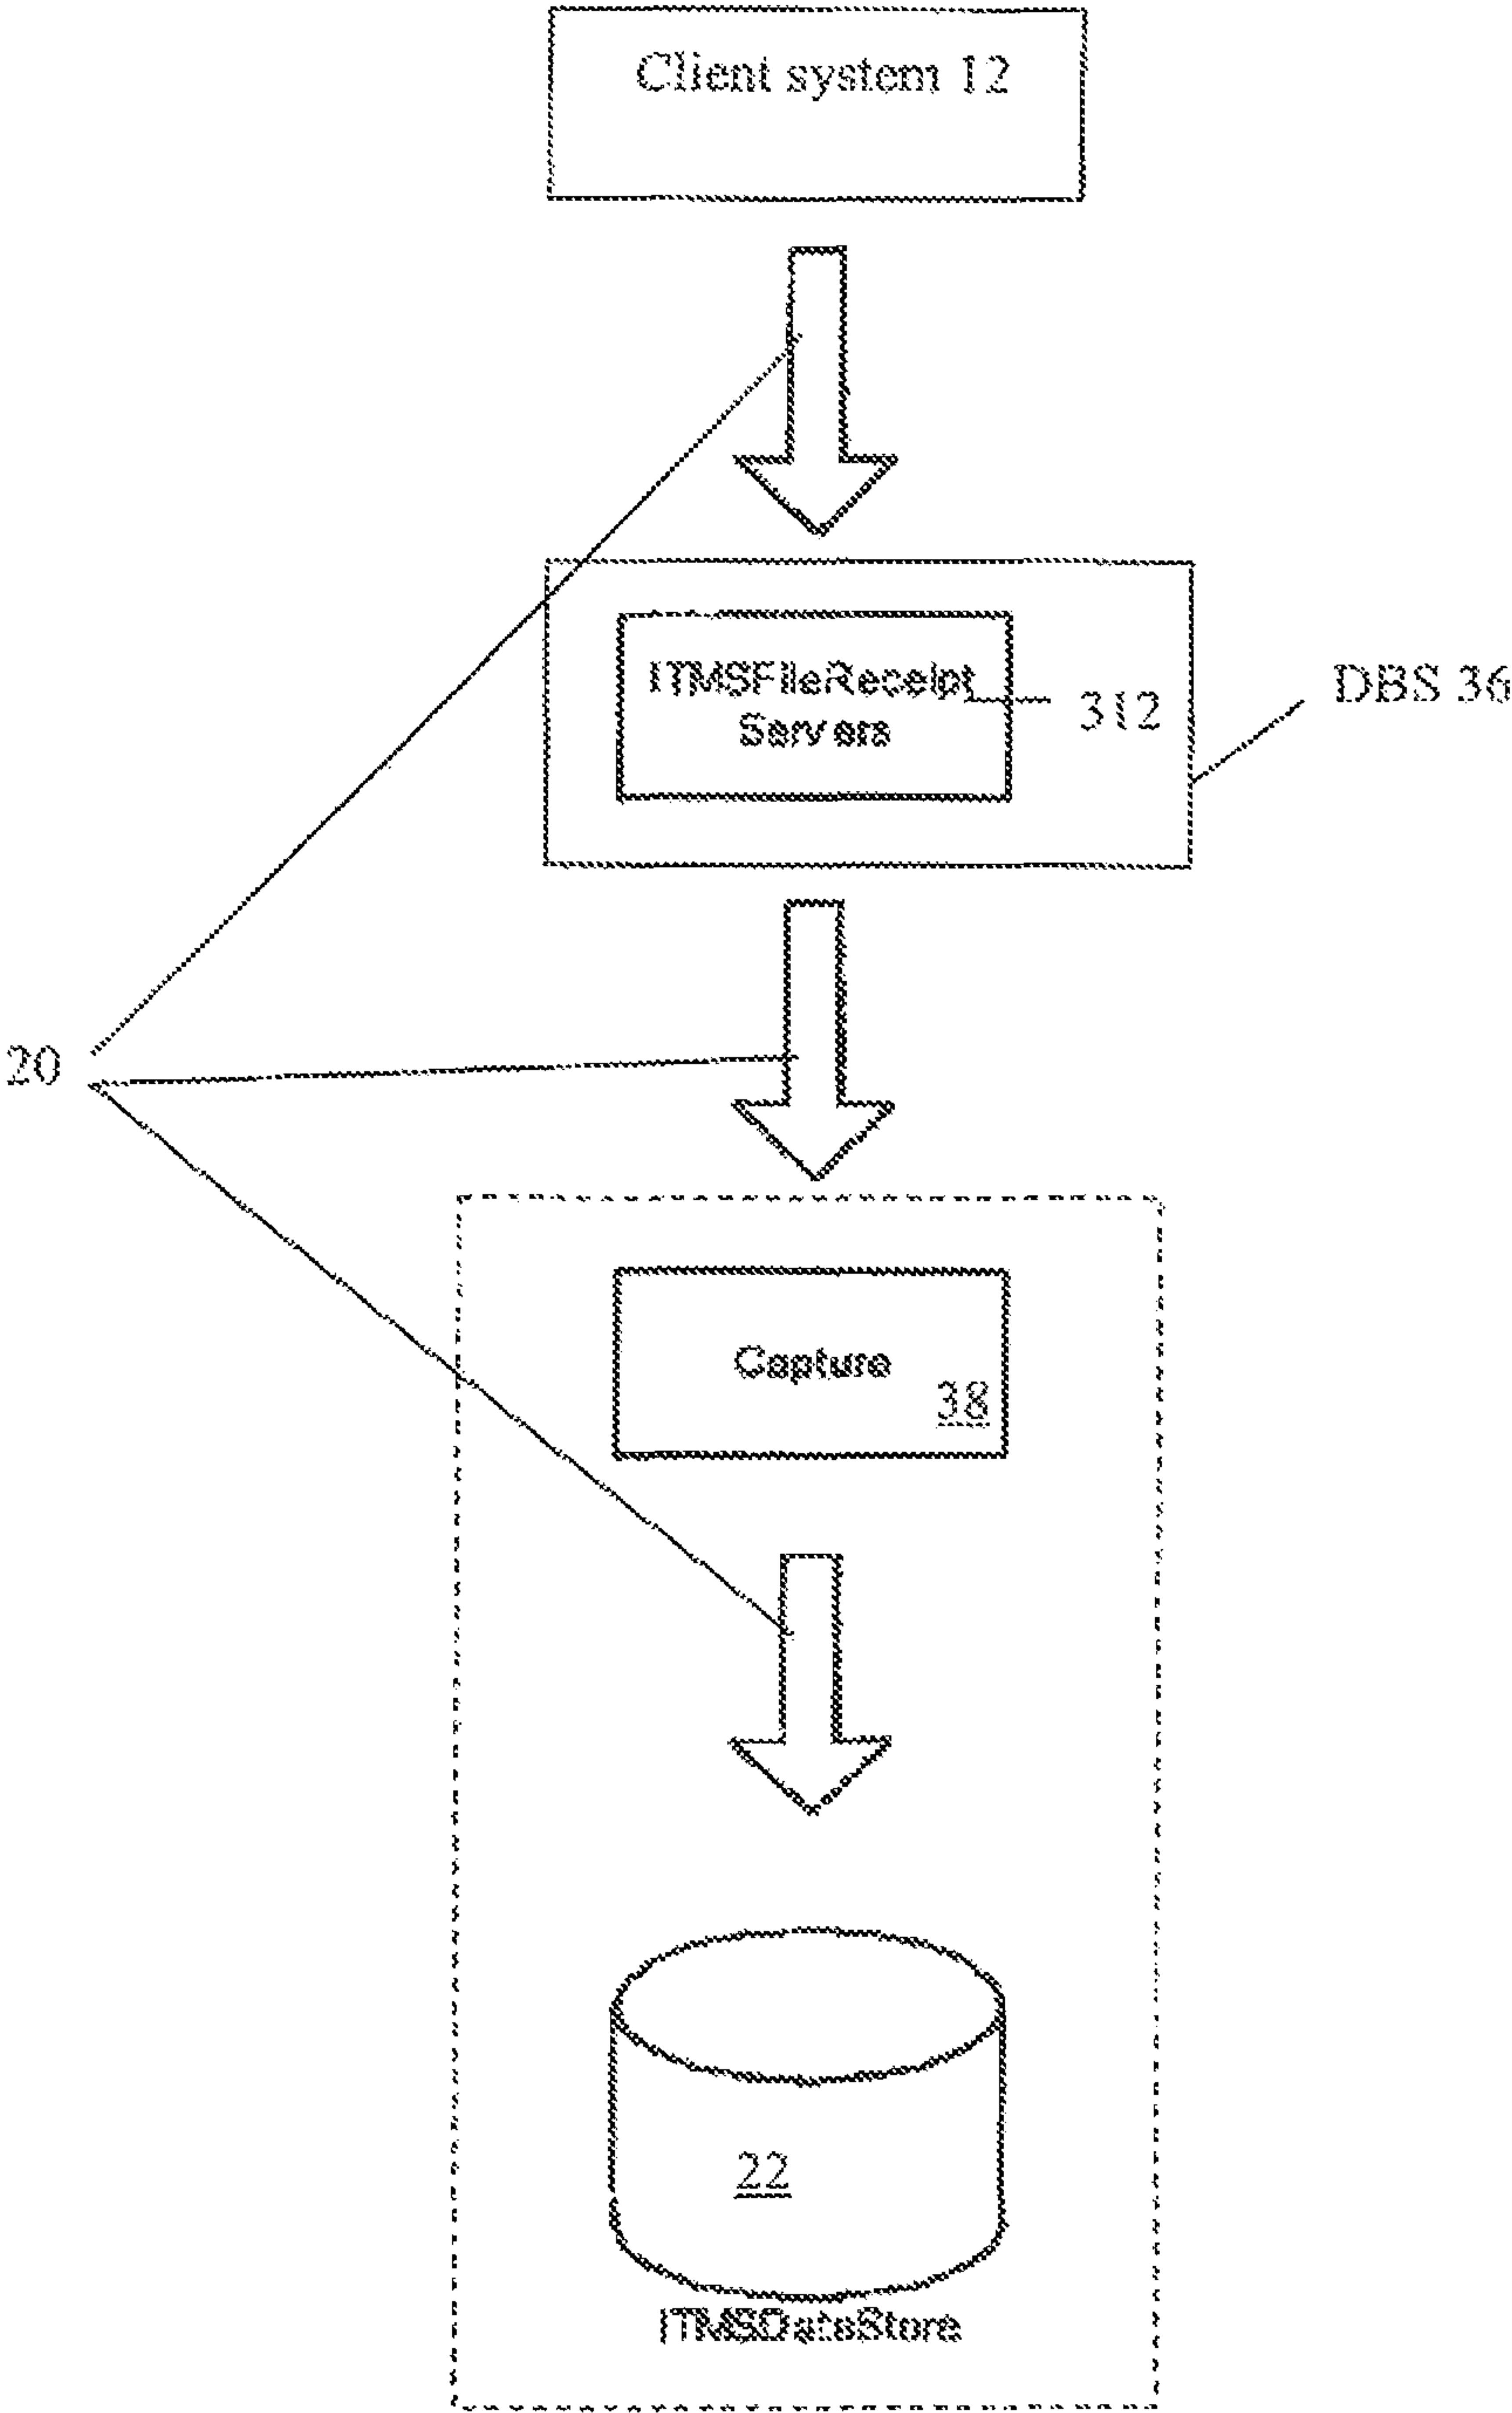 Client system 12
ITMSFileReceipt
Servers
312
DBS 36
20
Capture
38
22
ITMSDataStore